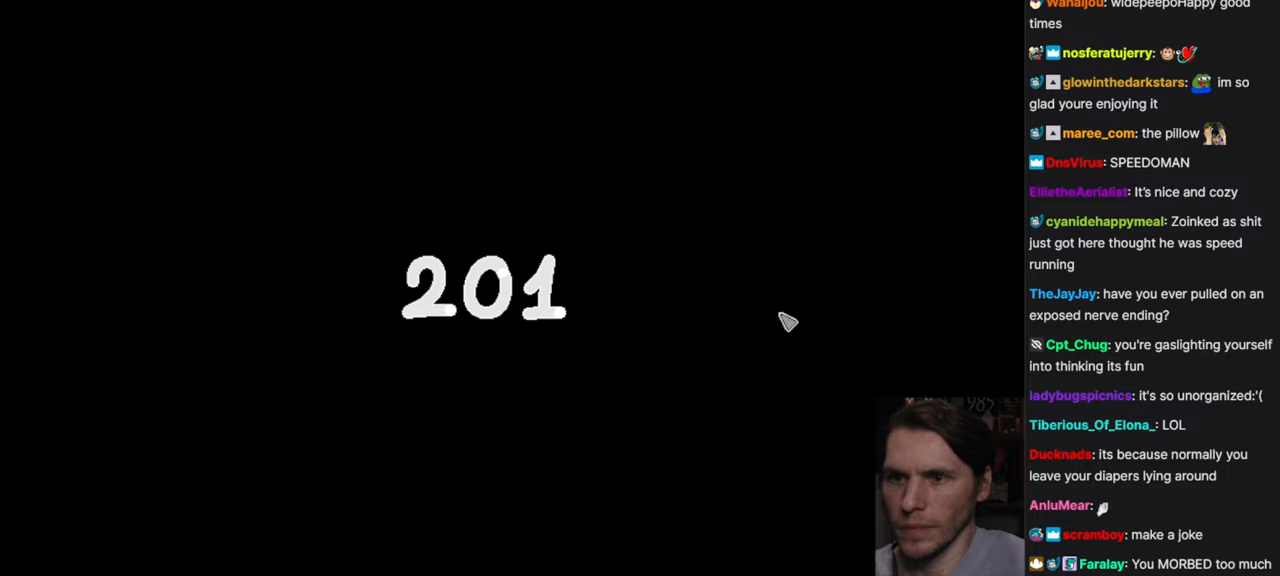 201
985
Wanaijou: widepeepoHappy good
times
nosferatujerry:
glowinthedarkstars: im so
glad youre enjoying it
maree_com: the pillow
DnsVirus: SPEEDOMAN
EllietheAerialist: It's nice and cozy
cyanidehappymeal: Zoinked as shit
just got here thought he was speed
running
TheJayJay: have you ever pulled on an
exposed nerve ending?
Cpt_Chug: you're gaslighting yourself
into thinking its fun
ladybugspicnics: it's so unorganized:'(
Tiberious_Of_Elona_: LOL
Ducknads: its because normally you
leave your diapers lying around
AnluMear:
scramboy: make a joke
Faralay: You MORBED too much